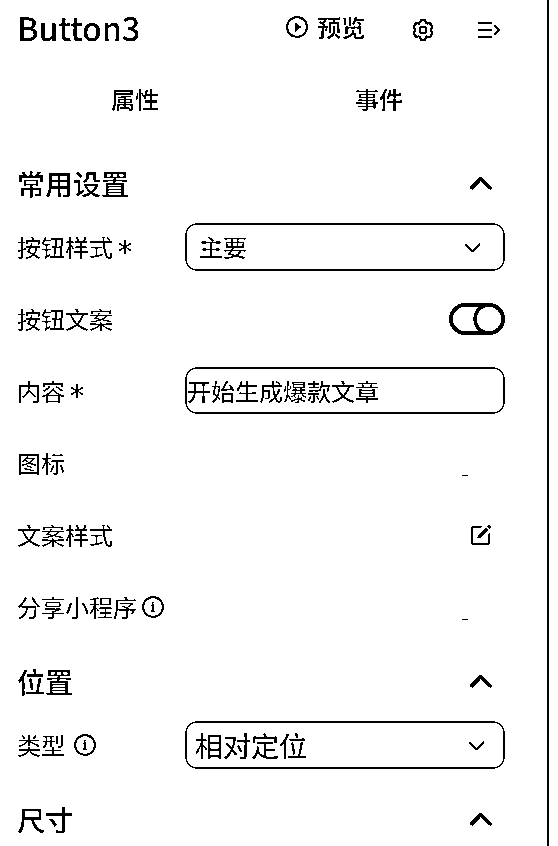 Button3 预览
属性 事件
常用设置
按钮样式* 主要
按钮文案
内容* 开始生成爆款文章
图标
文案样式
分享小程序
位置
类型 相对定位
尺寸